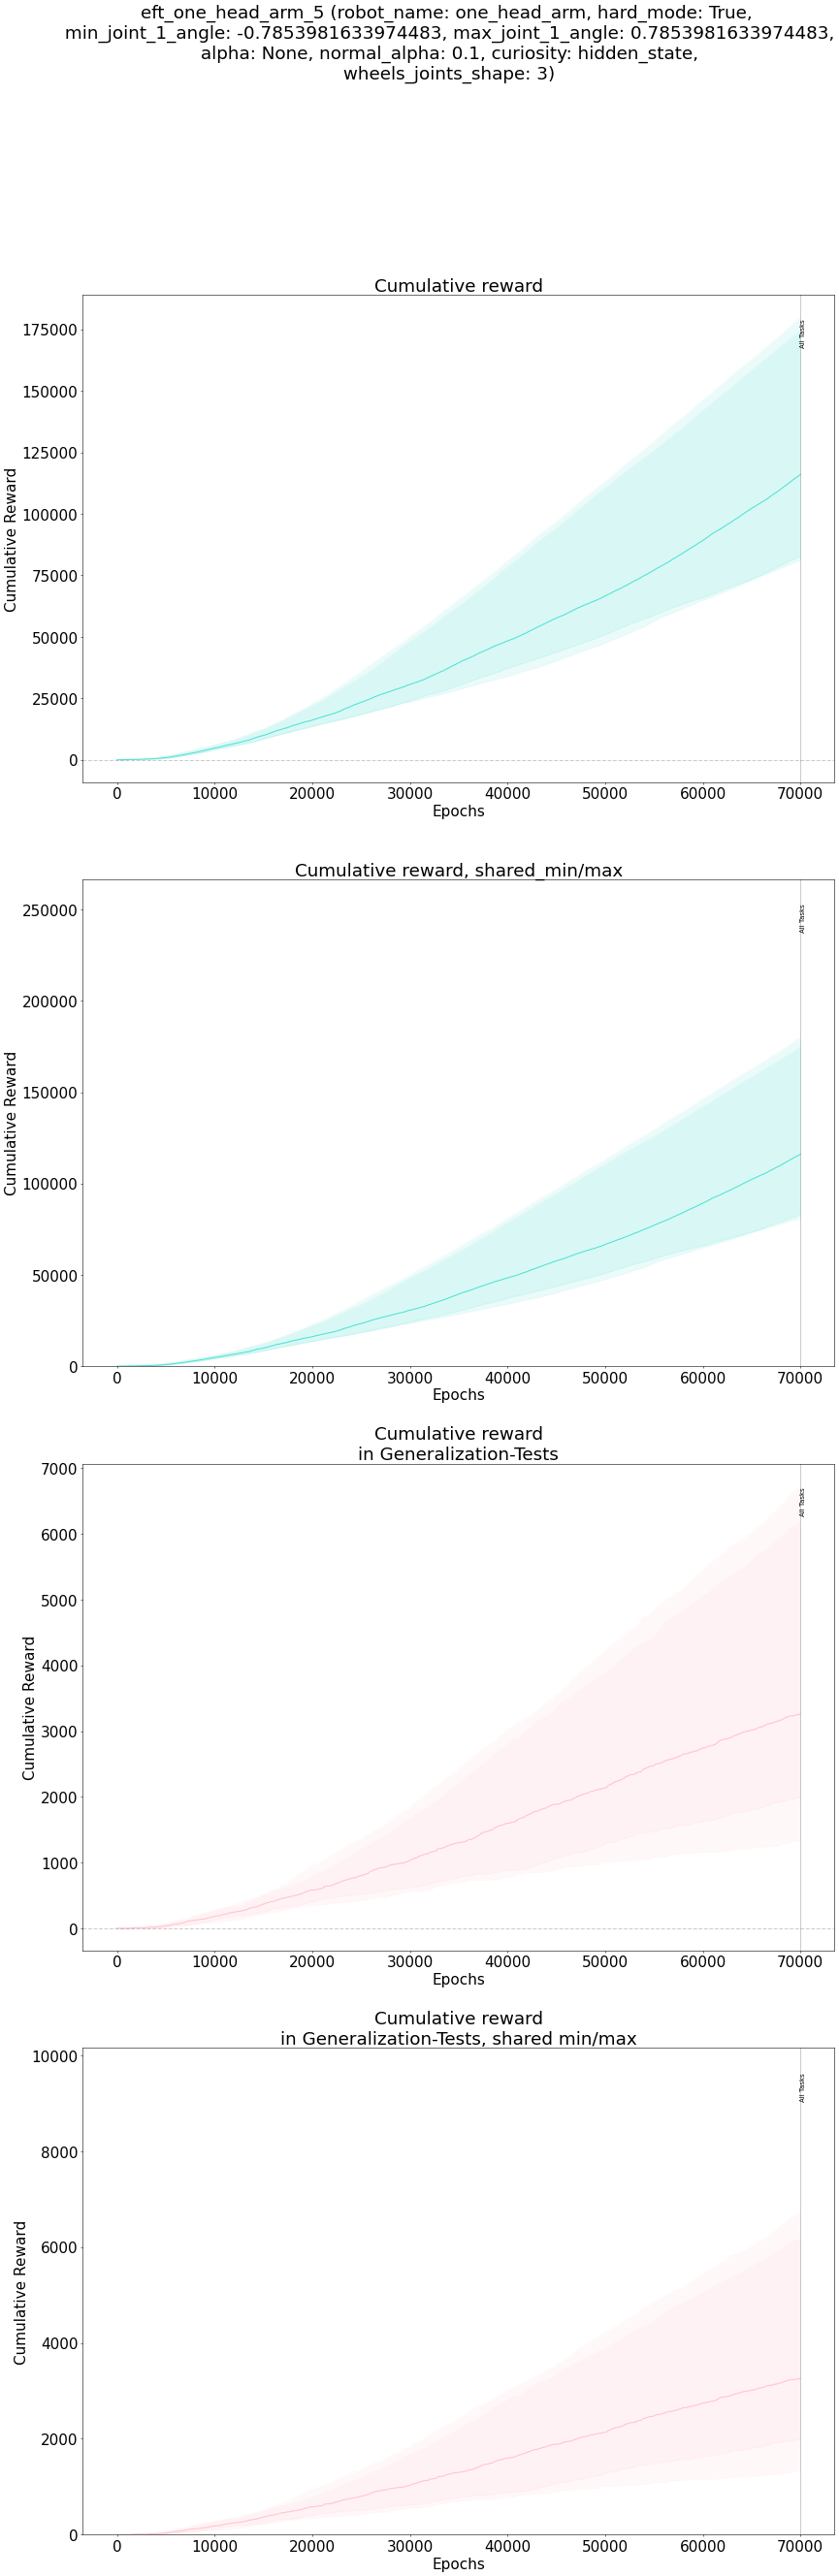 eft_one_head_arm_5 (robot_name: one_head_arm, hard_mode: True,
min_joint_1_angle: -0.7853981633974483, max_joint_1_angle: 0.7853981633974483,
alpha: None, normal_alpha: 0.1, curiosity: hidden_state,
wheels_joints_shape: 3)
Cumulative reward
175000
150000
125000
100000
75000
50000
25000
0
Cumulative Reward
All Tasks
0 10000 20000 30000 40000 50000 60000 70000
Epochs
Cumulative reward, shared_min/max
250000
200000
150000
100000
50000
0
Cumulative Reward
All Tasks
0 10000 20000 30000 40000 50000 60000 70000
Epochs
Cumulative reward
in Generalization-Tests
7000
6000
5000
4000
3000
2000
1000
0
Cumulative Reward
All Tasks
0 10000 20000 30000 40000 50000 60000 70000
Epochs
Cumulative reward
in Generalization-Tests, shared min/max
10000
8000
6000
4000
2000
0
Cumulative Reward
All Tasks
0 10000 20000 30000 40000 50000 60000 70000
Epochs